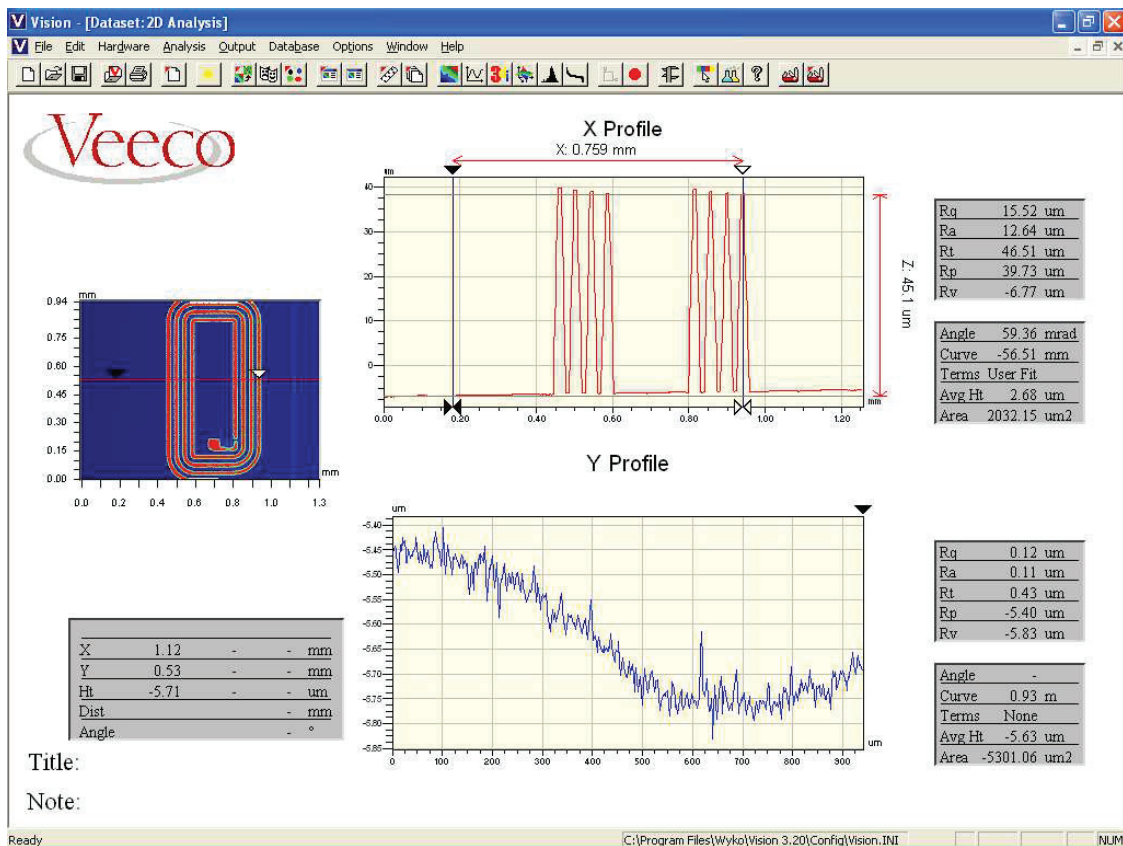 Vision - [Dataset: 2D Analysis]
File Edit Hardware Analysis Output Database Options Window Help
Veeco
X Profile
X: 0.759 mm
um
40
30
20
10
0
0.00 0.20 0.40 0.60 0.80 1.00 1.20
mm
Z: 45.1 um
Rq 15.52 um
Ra 12.64 um
Rt 46.51 um
Rp 39.73 um
Rv -6.77 um
Angle 59.36 mrad
Curve -56.51 mm
Terms User Fit
Avg Ht 2.68 um
Area 2032.15 um2
mm
0.94
0.75
0.60
0.45
0.30
0.15
0.00
mm
0.0 0.2 0.4 0.6 0.8 1.0 1.3
Y Profile
um
-5.40
-5.45
-5.50
-5.55
-5.60
-5.65
-5.70
-5.75
-5.80
-5.85
0 100 200 300 400 500 600 700 800 900
um
Rq 0.12 um
Ra 0.11 um
Rt 0.43 um
Rp -5.40 um
Rv -5.83 um
Angle -
Curve 0.93 m
Terms None
Avg Ht -5.63 um
Area -5301.06 um2
X 1.12 - - mm
Y 0.53 - - mm
Ht -5.71 - - um
Dist - mm
Angle - °
Title:
Note:
Ready
C:\Program Files\Wyko\Vision 3.20\Config\Vision.INI
NUM